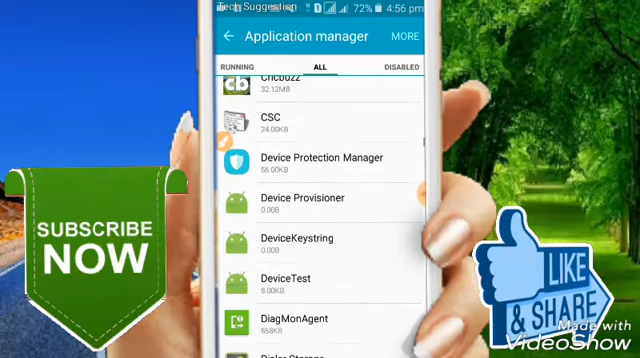 Tech Suggestion
72% 4:56 pm
Application manager MORE
RUNNING ALL DISABLED
Cricbuzz
32.12MB
CSC
24.00KB
Device Protection Manager
56.00KB
Device Provisioner
0.00B
DeviceKeystring
0.00B
DeviceTest
8.00KB
DiagMonAgent
868KB
SUBSCRIBE
NOW
LIKE
& SHARE
Made with
VideoShow